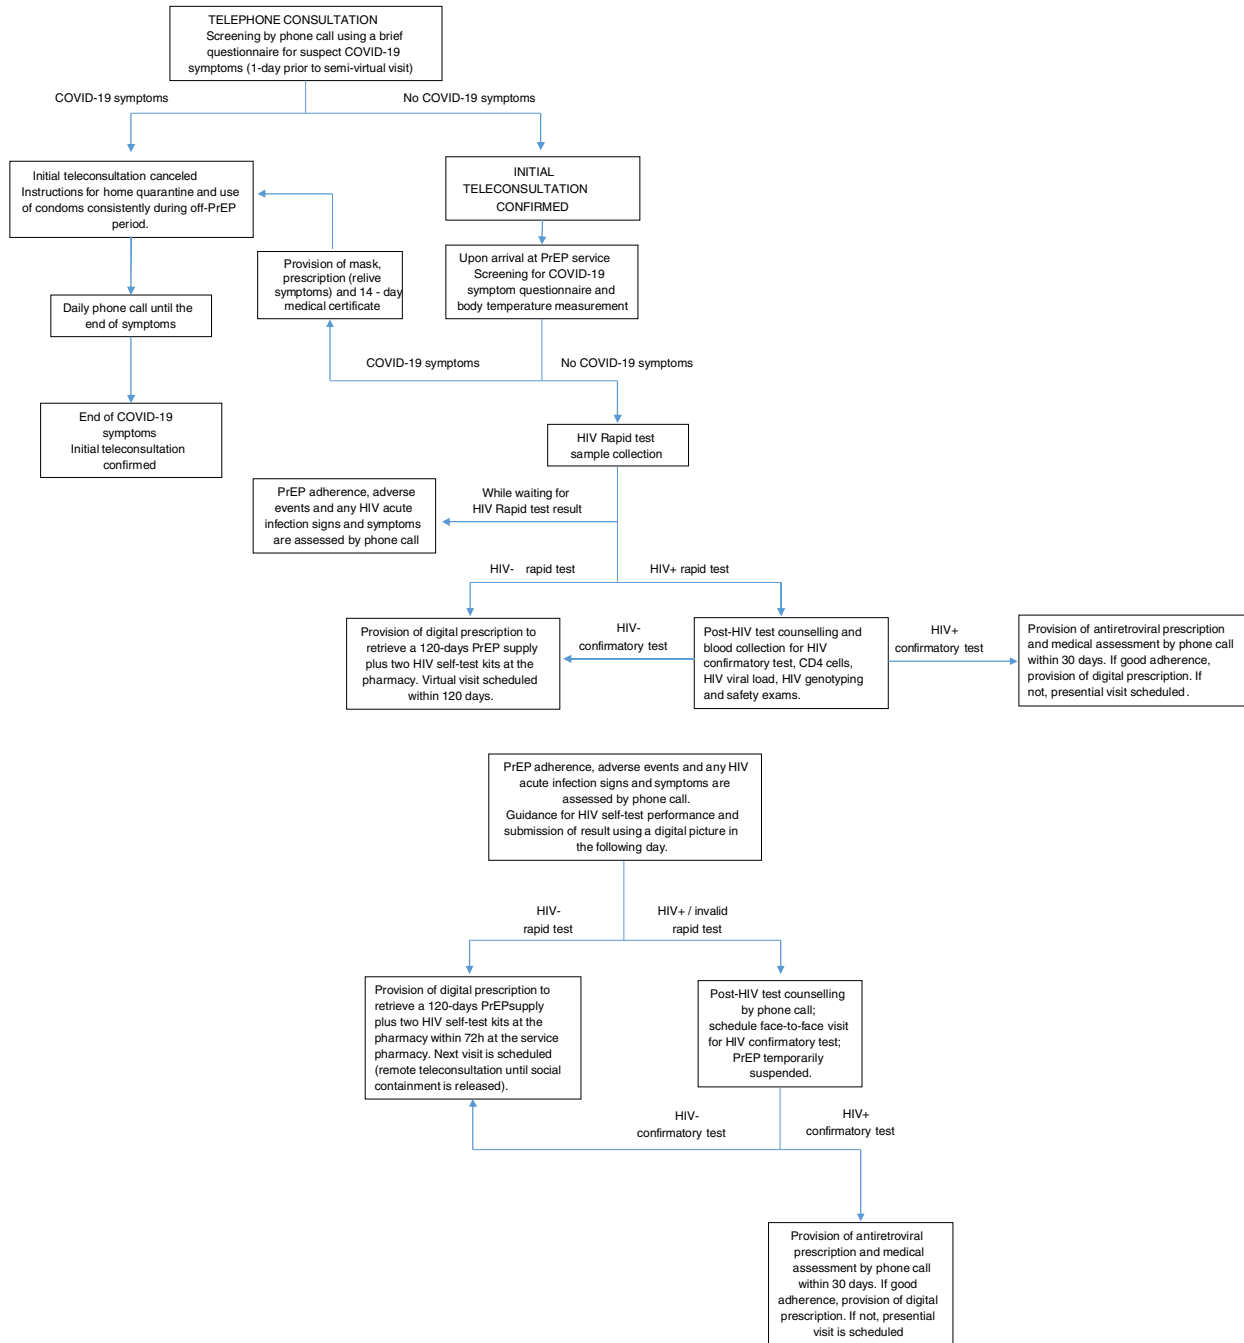 TELEPHONE CONSULTATION
Screening by phone call using a brief
questionnaire for suspect COVID-19
symptoms (1-day prior to semi-virtual visit)
COVID-19 symptoms
No COVID-19 symptoms
Initial teleconsultation canceled
Instructions for home quarantine and use
of condoms consistently during off-PrEP
period.
INITIAL
TELECONSULTATION
CONFIRMED
Provision of mask,
prescription (relive
symptoms) and 14 - day
medical certificate
Upon arrival at PrEP service
Screening for COVID-19
symptom questionnaire and
body temperature measurement
Daily phone call until the
end of symptoms
COVID-19 symptoms
No COVID-19 symptoms
End of COVID-19
symptoms
Initial teleconsultation
confirmed
HIV Rapid test
sample collection
PrEP adherence, adverse
events and any HIV acute
infection signs and symptoms
are assessed by phone call
While waiting for
HIV Rapid test result
HIV- rapid test
HIV+ rapid test
Provision of digital prescription to
retrieve a 120-days PrEP supply
plus two HIV self-test kits at the
pharmacy. Virtual visit scheduled
within 120 days.
HIV-
confirmatory test
Post-HIV test counselling and
blood collection for HIV
confirmatory test, CD4 cells,
HIV viral load, HIV genotyping
and safety exams.
HIV+
confirmatory test
Provision of antiretroviral prescription
and medical assessment by phone call
within 30 days. If good adherence,
provision of digital prescription. If
not, presential visit scheduled.
PrEP adherence, adverse events and any HIV
acute infection signs and symptoms are
assessed by phone call.
Guidance for HIV self-test performance and
submission of result using a digital picture in
the following day.
HIV-
rapid test
HIV+ / invalid
rapid test
Provision of digital prescription to
retrieve a 120-days PrEPsupply
plus two HIV self-test kits at the
pharmacy within 72h at the service
pharmacy. Next visit is scheduled
(remote teleconsultation until social
containment is released).
Post-HIV test counselling
by phone call;
schedule face-to-face visit
for HIV confirmatory test;
PrEP temporarily
suspended.
HIV-
confirmatory test
HIV+
confirmatory test
Provision of antiretroviral
prescription and medical
assessment by phone call
within 30 days. If good
adherence, provision of digital
prescription. If not, presential
visit is scheduled